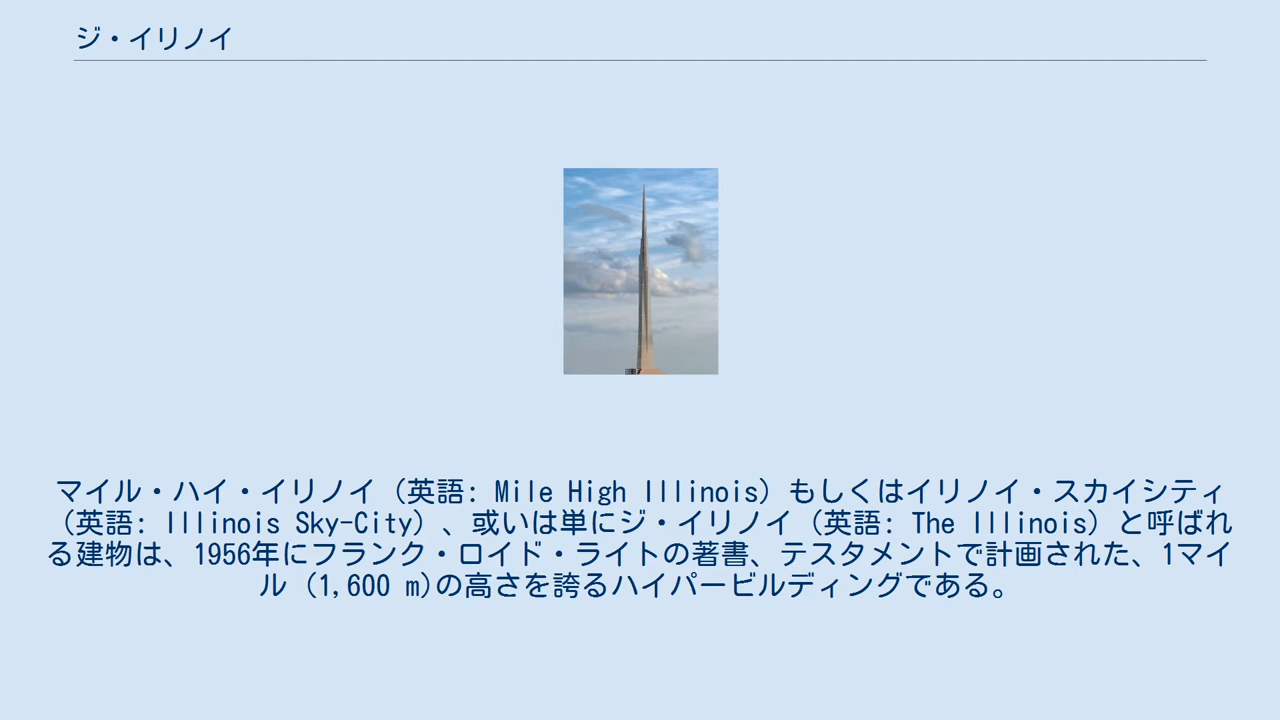 ジ・イリノイ
マイル・ハイ・イリノイ（英語: Mile High Illinois）もしくはイリノイ・スカイシティ
（英語: Illinois Sky-City）、或いは単にジ・イリノイ（英語: The Illinois）と呼ばれ
る建物は、1956年にフランク・ロイド・ライトの著書、テスタメントで計画された、1マイ
ル (1,600 m)の高さを誇るハイパービルディングである。